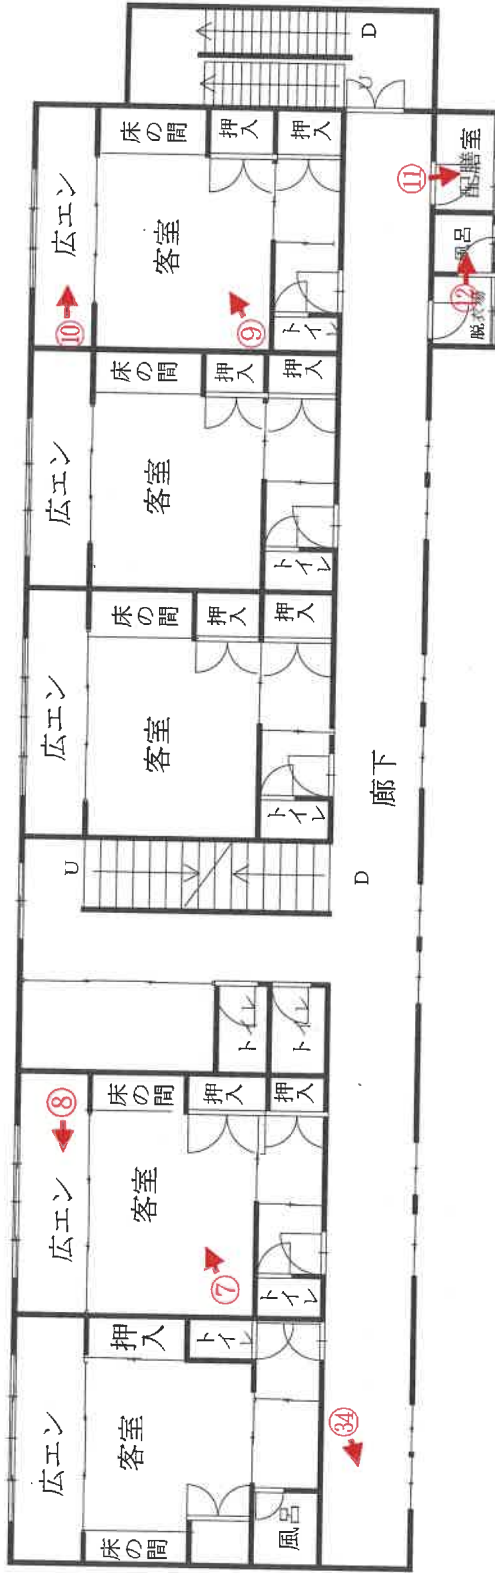 D
U
広エン
床の間
押入
押入
客室
トイレ
⑩
⑨
⑪
配膳室
風呂
⑫
脱衣場
広エン
床の間
押入
押入
客室
トイレ
広エン
床の間
押入
押入
客室
トイレ
廊下
U
D
トイレ
トイレ
⑧
広エン
床の間
押入
押入
客室
⑦
トイレ
広エン
押入
トイレ
客室
床の間
風呂
㉞